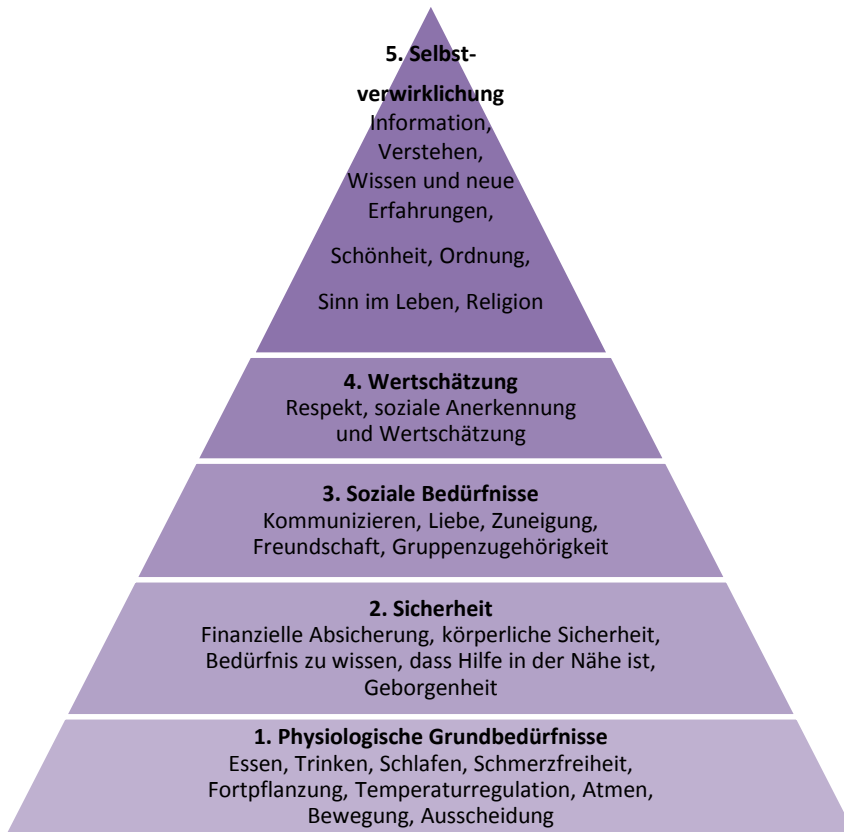 5. Selbst-
verwirklichung
Information,
Verstehen,
Wissen und neue
Erfahrungen,
Schönheit, Ordnung,
Sinn im Leben, Religion
4. Wertschätzung
Respekt, soziale Anerkennung
und Wertschätzung
3. Soziale Bedürfnisse
Kommunizieren, Liebe, Zuneigung,
Freundschaft, Gruppenzugehörigkeit
2. Sicherheit
Finanzielle Absicherung, körperliche Sicherheit,
Bedürfnis zu wissen, dass Hilfe in der Nähe ist,
Geborgenheit
1. Physiologische Grundbedürfnisse
Essen, Trinken, Schlafen, Schmerzfreiheit,
Fortpflanzung, Temperaturregulation, Atmen,
Bewegung, Ausscheidung